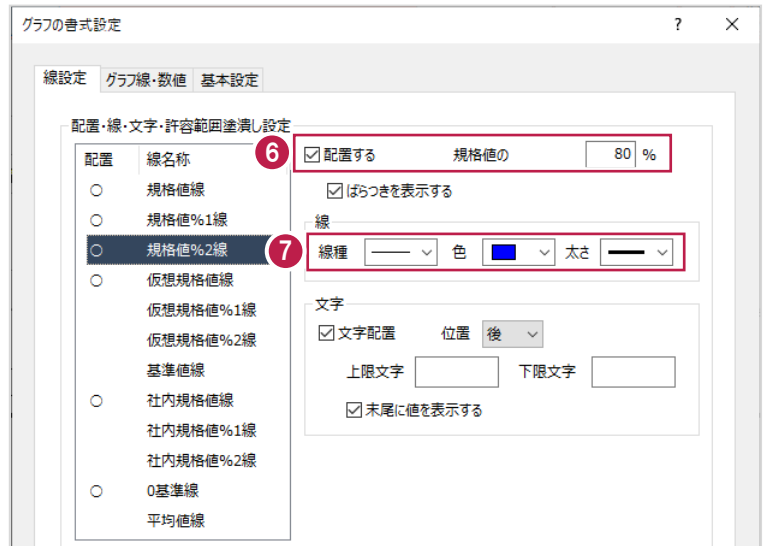 グラフの書式設定 ? ×
線設定 グラフ線・数値 基本設定
配置・線・文字・許容範囲塗潰し設定
配置 線名称
○ 規格値線
○ 規格値%1線
○ 規格値%2線
○ 仮想規格値線
仮想規格値%1線
仮想規格値%2線
基準値線
○ 社内規格値線
社内規格値%1線
社内規格値%2線
○ 0基準線
平均値線
6 配置する 規格値の 80 %
ばらつきを表示する
線
7 線種 色 太さ
文字
文字配置 位置 後
上限文字 下限文字
末尾に値を表示する